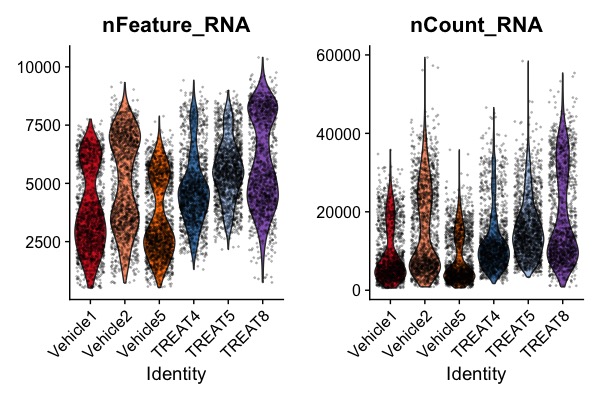 nFeature_RNA
10000
7500
5000
2500
Vehicle1
Vehicle2
Vehicle5
TREAT4
TREAT5
TREAT8
Identity
nCount_RNA
60000
40000
20000
0
Vehicle1
Vehicle2
Vehicle5
TREAT4
TREAT5
TREAT8
Identity